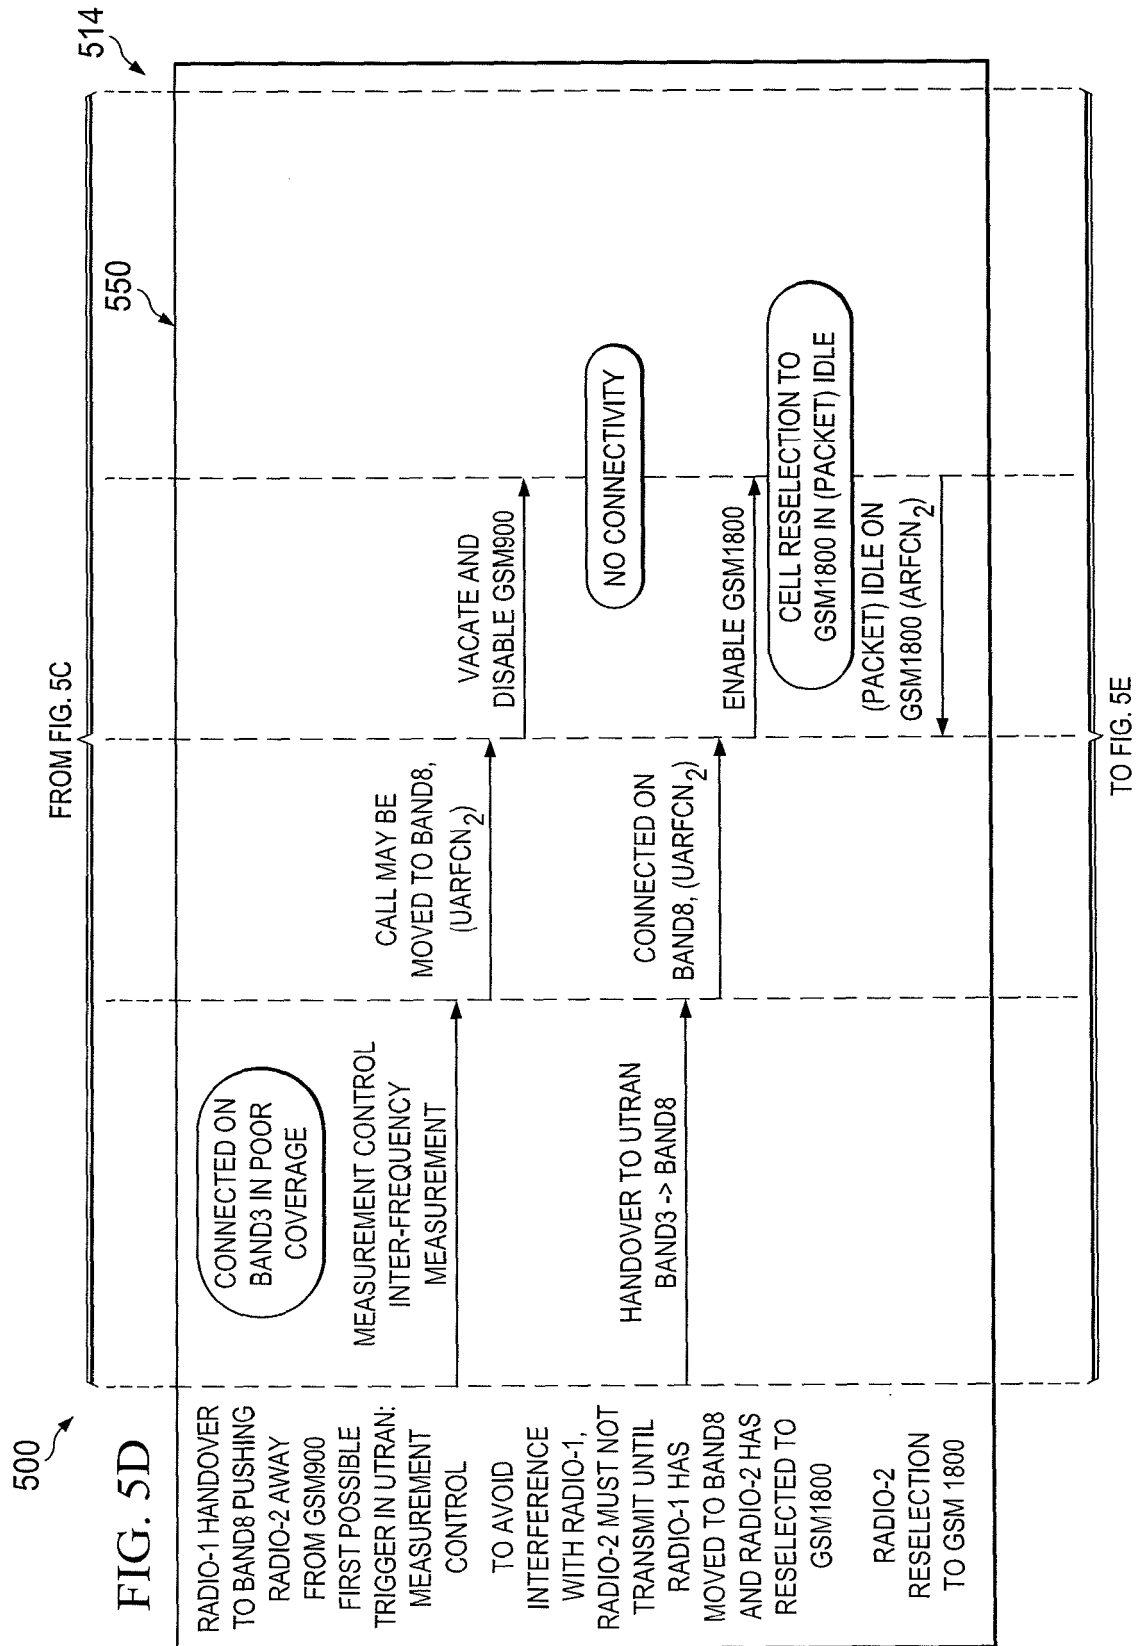 500
FIG. 5D
514
FROM FIG. 5C
550
RADIO-1 HANDOVER
TO BAND8 PUSHING
RADIO-2 AWAY
FROM GSM900
FIRST POSSIBLE
TRIGGER IN UTRAN:
MEASUREMENT
CONTROL
TO AVOID
INTERFERENCE
WITH RADIO-1,
RADIO-2 MUST NOT
TRANSMIT UNTIL
RADIO-1 HAS
MOVED TO BAND8
AND RADIO-2 HAS
RESELECTED TO
GSM1800
RADIO-2
RESELECTION
TO GSM 1800
CONNECTED ON
BAND3 IN POOR
COVERAGE
MEASUREMENT CONTROL
INTER-FREQUENCY
MEASUREMENT
CALL MAY BE
MOVED TO BAND8,
(UARFCN2)
VACATE AND
DISABLE GSM900
NO CONNECTIVITY
HANDOVER TO UTRAN
BAND3 -> BAND8
CONNECTED ON
BAND8, (UARFCN2)
ENABLE GSM1800
CELL RESELECTION TO
GSM1800 IN (PACKET) IDLE
(PACKET) IDLE ON
GSM1800 (ARFCN2)
TO FIG. 5E